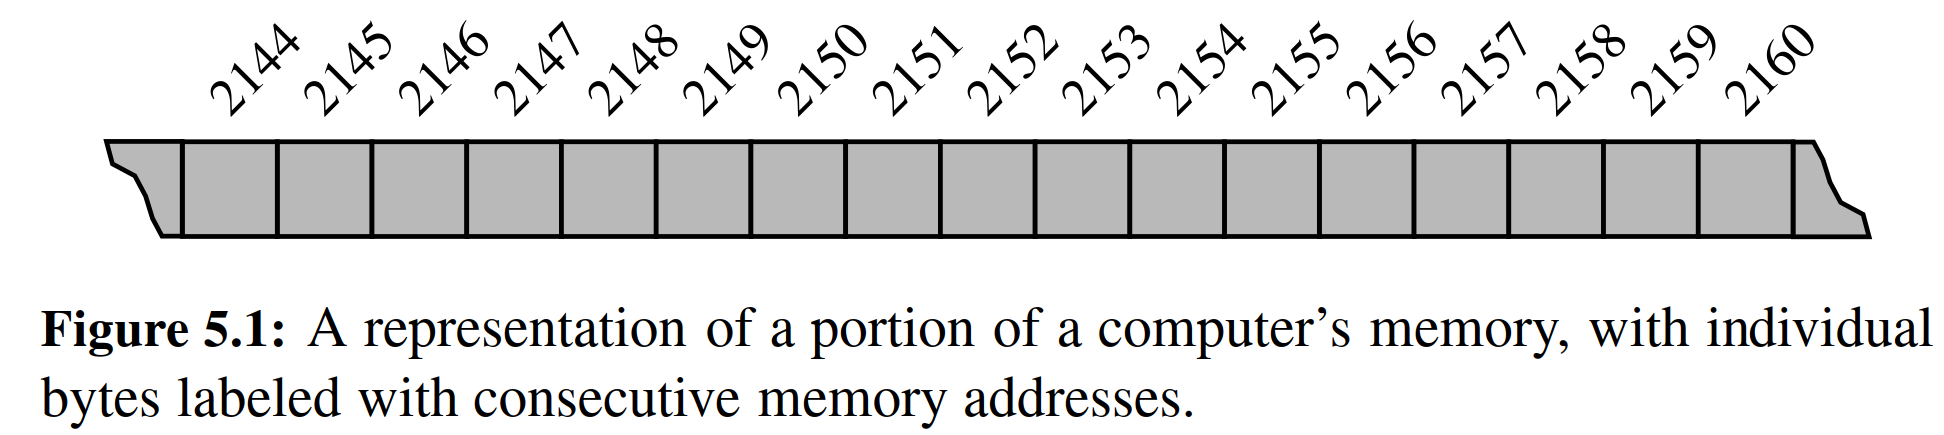 2144 2145 2146 2147 2148 2149 2150 2151 2152 2153 2154 2155 2156 2157 2158 2159 2160
Figure 5.1: A representation of a portion of a computer’s memory, with individual
bytes labeled with consecutive memory addresses.